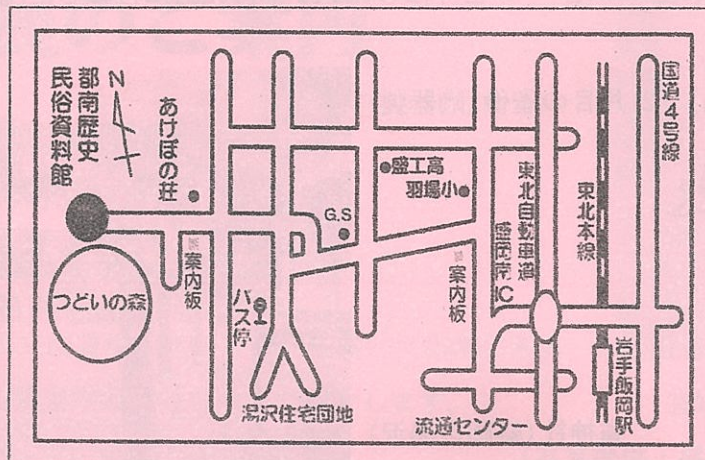 都南歴史
民俗資料館
N
あけぼの荘
盛工高
羽場小
東北自動車道
盛岡南IC
東北本線
国道4号線
G.S
案内板
バス停
案内板
つどいの森
湯沢住宅団地
流通センター
岩手飯岡駅